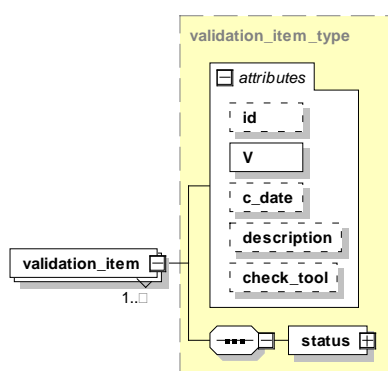 validation_item_type
attributes
id
V
c_date
description
check_tool
validation_item
1..
status